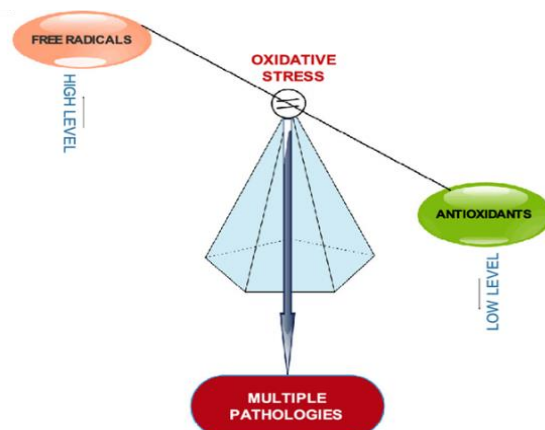 FREE RADICALS
HIGH LEVEL
OXIDATIVE
STRESS
ANTIOXIDANTS
LOW LEVEL
MULTIPLE
PATHOLOGIES